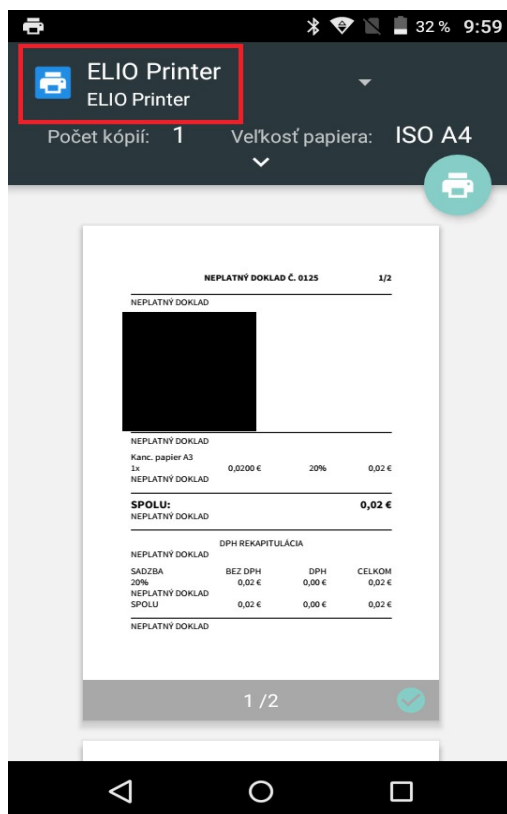 32 % 9:59
ELIO Printer
ELIO Printer
Počet kópií: 1 Veľkosť papiera: ISO A4
NEPLATNÝ DOKLAD Č. 0125 1/2
NEPLATNÝ DOKLAD
NEPLATNÝ DOKLAD
Kanc. papier A3
1x 0,0200 € 20% 0,02 €
NEPLATNÝ DOKLAD
SPOLU: 0,02 €
NEPLATNÝ DOKLAD
DPH REKAPITULÁCIA
NEPLATNÝ DOKLAD
SADZBA BEZ DPH DPH CELKOM
20% 0,02 € 0,00 € 0,02 €
NEPLATNÝ DOKLAD
SPOLU 0,02 € 0,00 € 0,02 €
NEPLATNÝ DOKLAD
1 /2